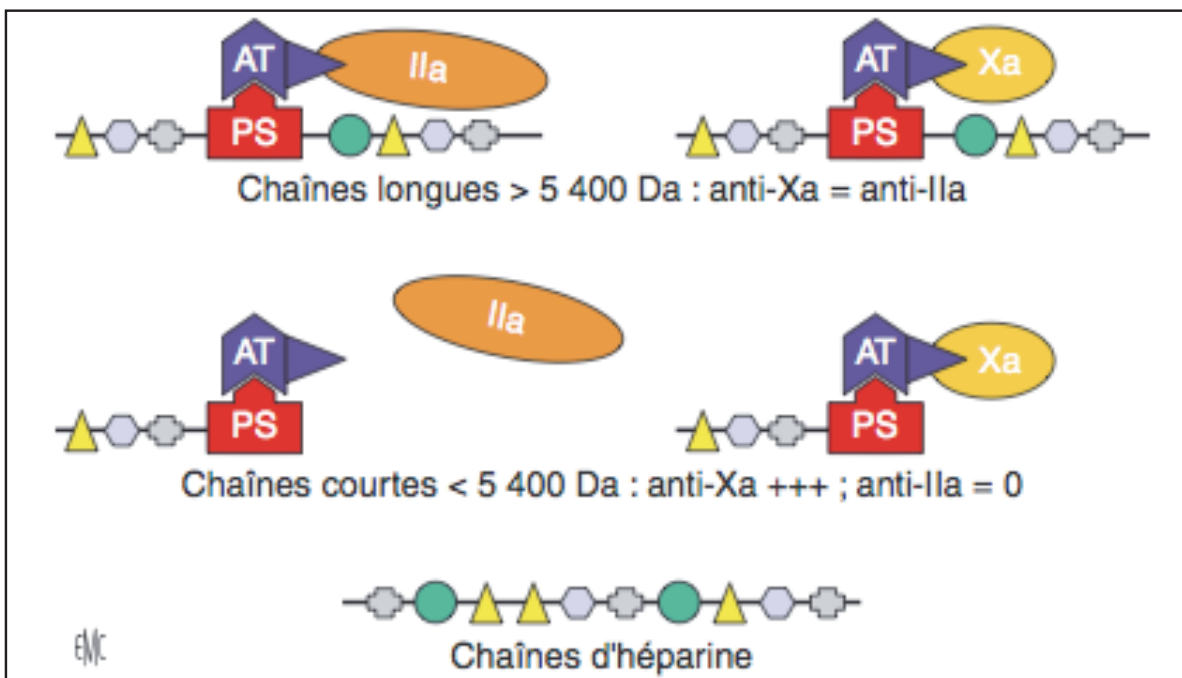 AT IIa AT Xa
PS PS
Chaînes longues > 5 400 Da : anti-Xa = anti-IIa
IIa
AT AT Xa
PS PS
Chaînes courtes < 5 400 Da : anti-Xa +++ ; anti-IIa = 0
EMC
Chaînes d'héparine